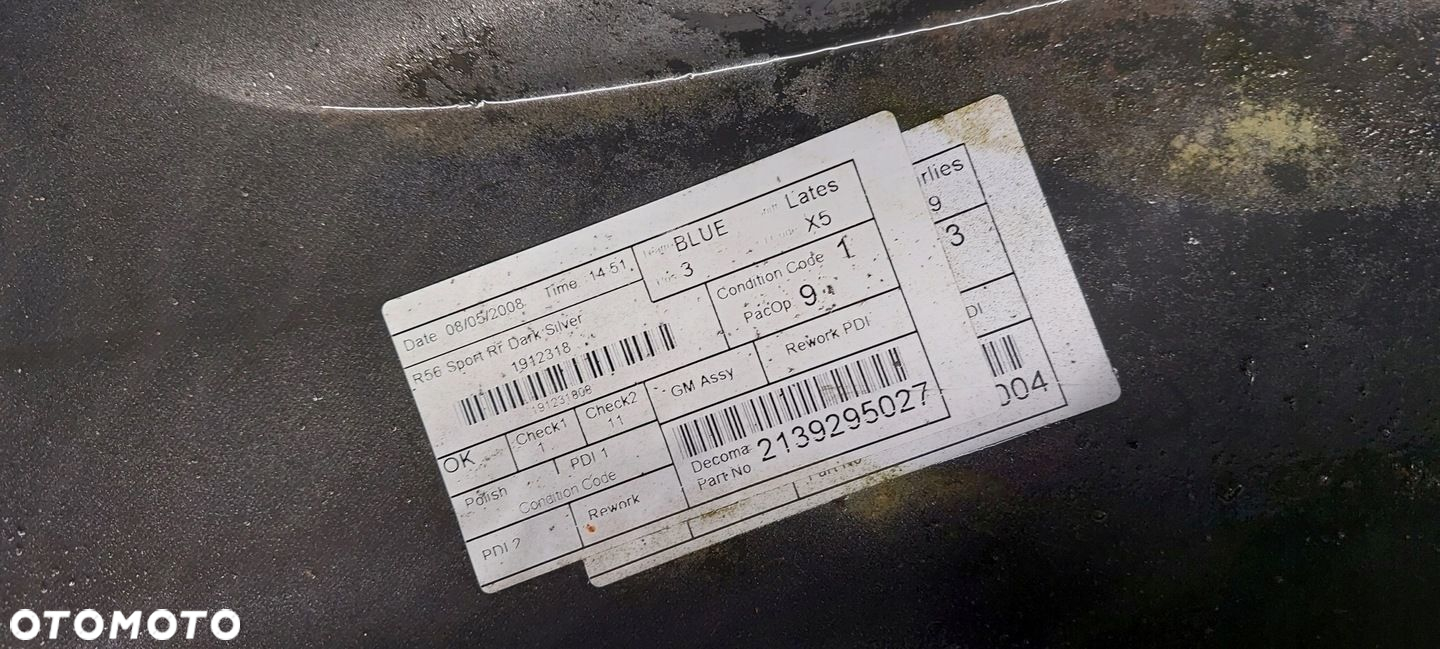 Date 08/05/2008 Time 14:51
BLUE Lates
3 X5
R56 Sport Rr Dark Silver
1912318
191231808
Condition Code 1
PacOp 9
OK Check1 Check2
1 11
GM Assy Rework PDI
Polish PDI 1
Condition Code
Decoma
Part No 2139295027
PDI 2 Rework
rlies
9
3
DI
004
Part No
OTOMOTO